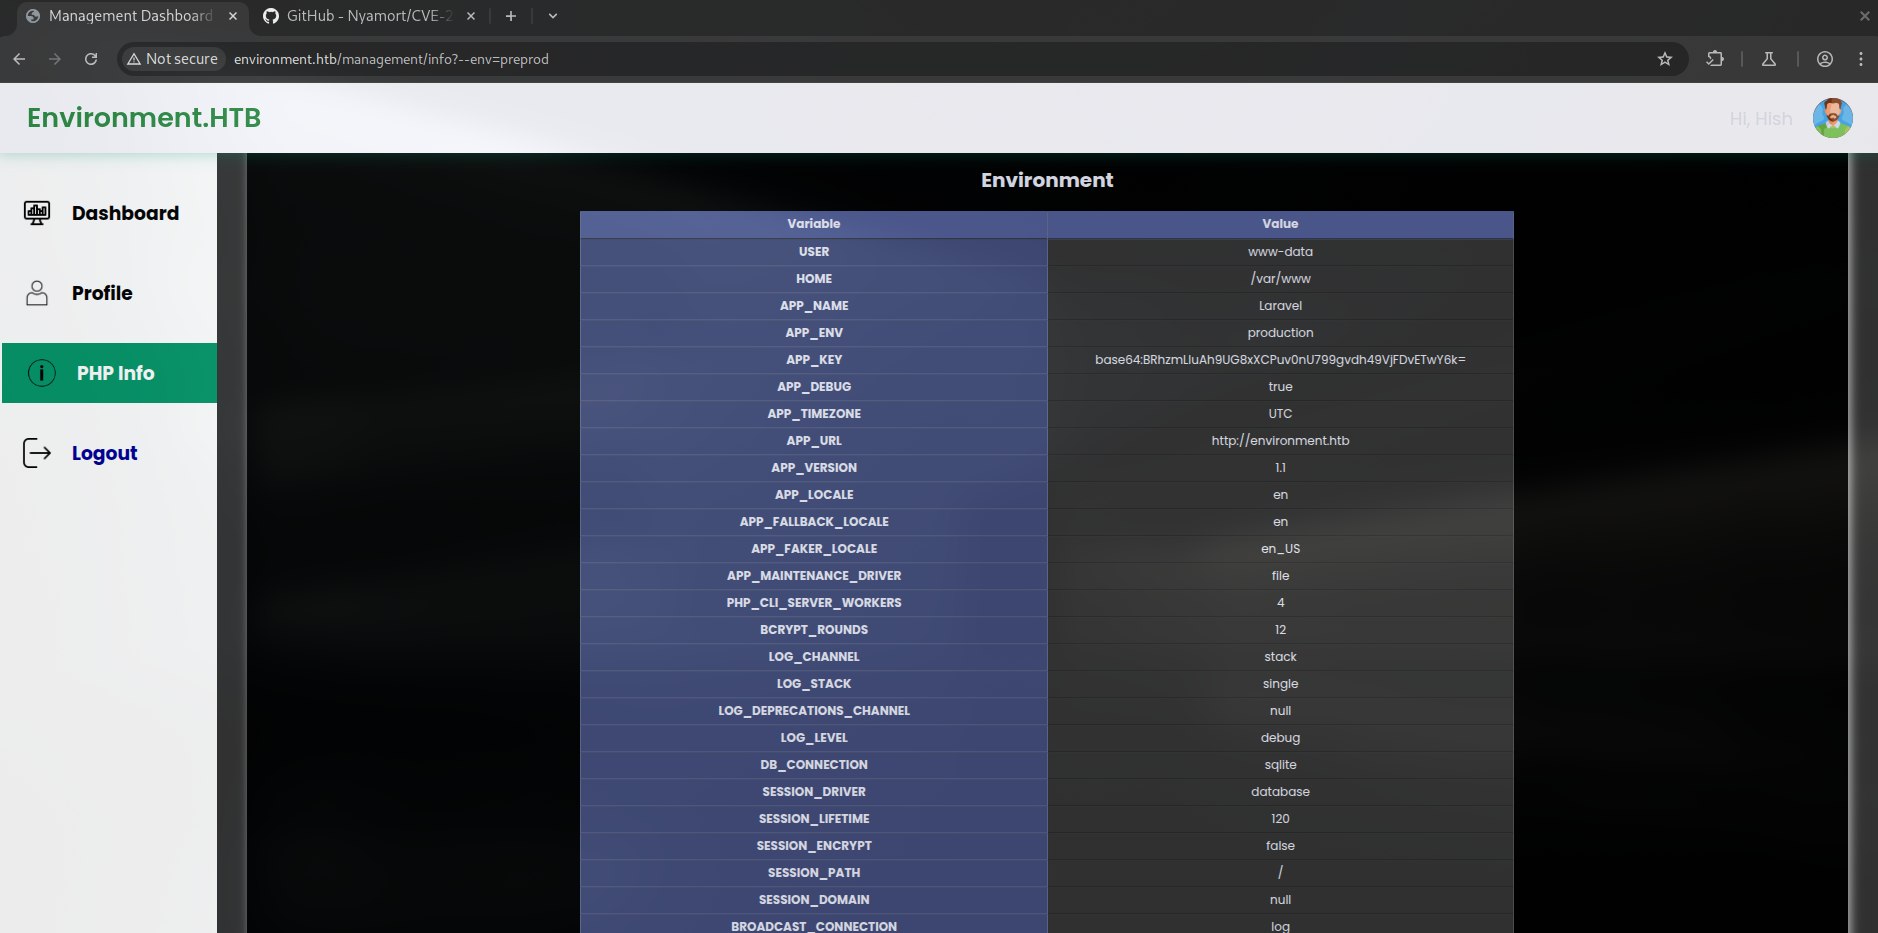 Management Dashboard
GitHub - Nyamort/CVE-2
Not secure
environment.htb/management/info?--env=preprod
Environment.HTB
Hi, Hish
Dashboard
Profile
PHP Info
Logout
Environment
Variable Value
USER www-data
HOME /var/www
APP_NAME Laravel
APP_ENV production
APP_KEY base64:BRhzmLIuAh9UG8xXCPuv0nU799gvdh49VjFDvETwY6k=
APP_DEBUG true
APP_TIMEZONE UTC
APP_URL http://environment.htb
APP_VERSION 1.1
APP_LOCALE en
APP_FALLBACK_LOCALE en
APP_FAKER_LOCALE en_US
APP_MAINTENANCE_DRIVER file
PHP_CLI_SERVER_WORKERS 4
BCRYPT_ROUNDS 12
LOG_CHANNEL stack
LOG_STACK single
LOG_DEPRECATIONS_CHANNEL null
LOG_LEVEL debug
DB_CONNECTION sqlite
SESSION_DRIVER database
SESSION_LIFETIME 120
SESSION_ENCRYPT false
SESSION_PATH /
SESSION_DOMAIN null
BROADCAST_CONNECTION log